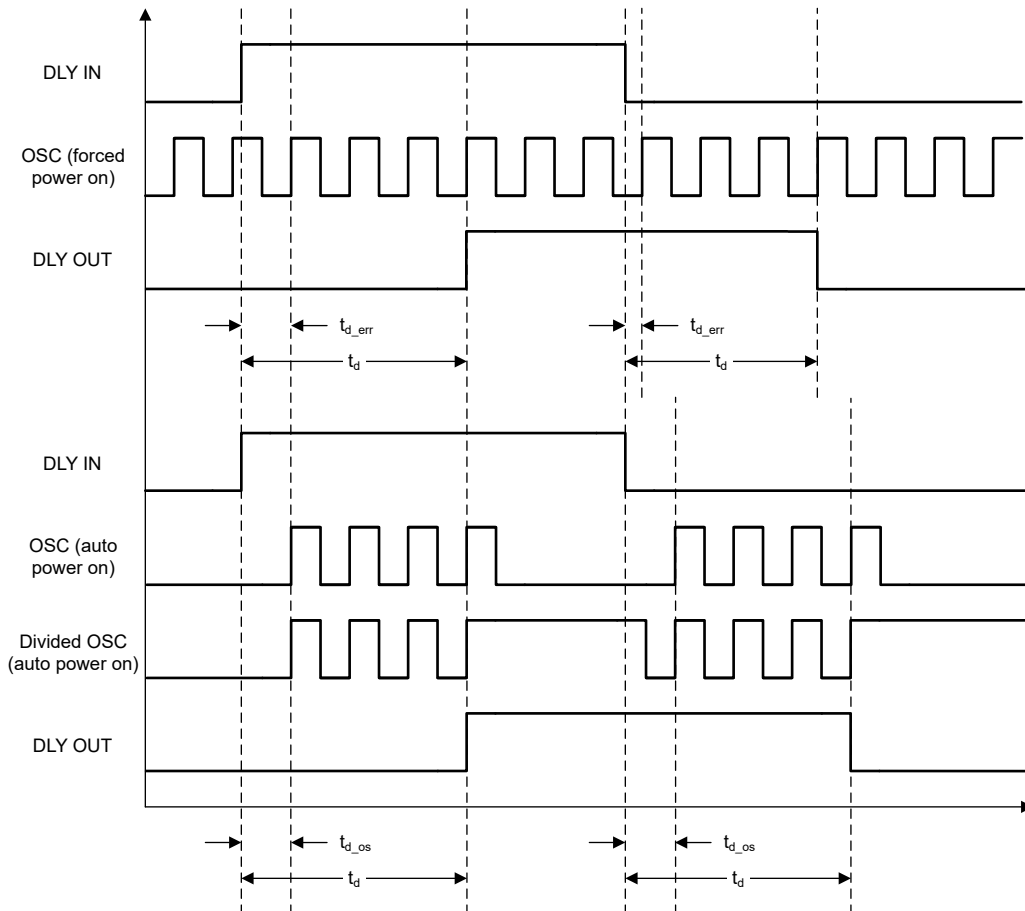 DLY IN
OSC (forced
power on)
DLY OUT
t_d_err
t_d_err
t_d
t_d
DLY IN
OSC (auto
power on)
Divided OSC
(auto power on)
DLY OUT
t_d_os
t_d_os
t_d
t_d